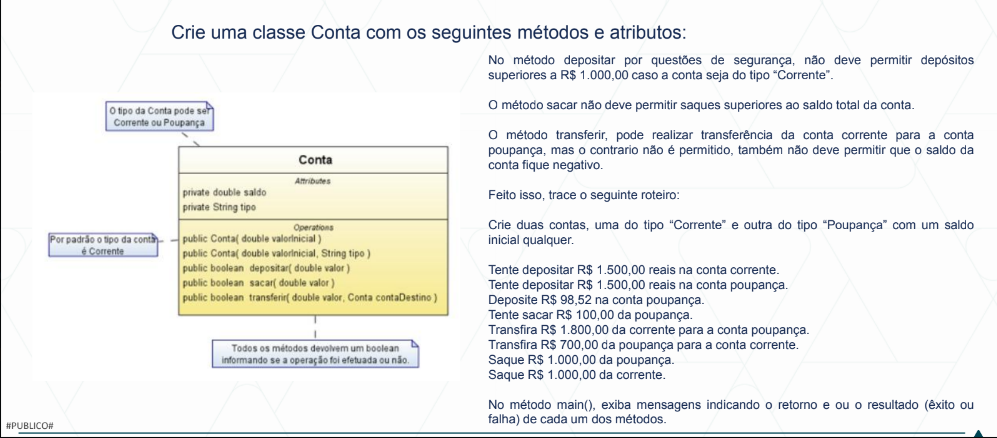 Crie uma classe Conta com os seguintes métodos e atributos:
O tipo da Conta pode ser
Corrente ou Poupança
Conta
Attributes
private double saldo
private String tipo
Operations
public Conta( double valorInicial )
public Conta( double valorInicial, String tipo )
public boolean depositar( double valor )
public boolean sacar( double valor )
public boolean transferir( double valor, Conta contaDestino )
Por padrão o tipo da conta
é Corrente
Todos os métodos devolvem um boolean
informando se a operação foi efetuada ou não.
No método depositar por questões de segurança, não deve permitir depósitos
superiores a R$ 1.000,00 caso a conta seja do tipo “Corrente”.
O método sacar não deve permitir saques superiores ao saldo total da conta.
O método transferir, pode realizar transferência da conta corrente para a conta
poupança, mas o contrario não é permitido, também não deve permitir que o saldo da
conta fique negativo.
Feito isso, trace o seguinte roteiro:
Crie duas contas, uma do tipo “Corrente” e outra do tipo “Poupança” com um saldo
inicial qualquer.
Tente depositar R$ 1.500,00 reais na conta corrente.
Tente depositar R$ 1.500,00 reais na conta poupança.
Deposite R$ 98,52 na conta poupança.
Tente sacar R$ 100,00 da poupança.
Transfira R$ 1.800,00 da corrente para a conta poupança.
Transfira R$ 700,00 da poupança para a conta corrente.
Saque R$ 1.000,00 da poupança.
Saque R$ 1.000,00 da corrente.
No método main(), exiba mensagens indicando o retorno e ou o resultado (êxito ou
falha) de cada um dos métodos.
#PUBLICO#